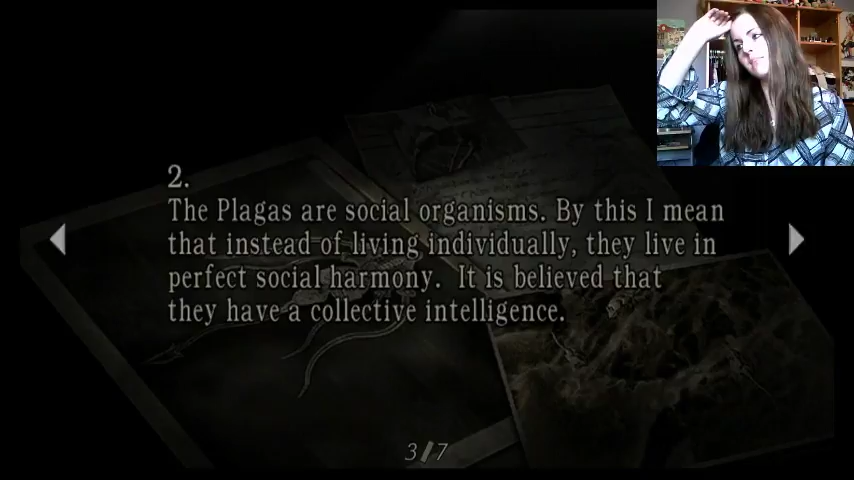 2.
The Plagas are social organisms. By this I mean
that instead of living individually, they live in
perfect social harmony.  It is believed that
they have a collective intelligence.
3/7